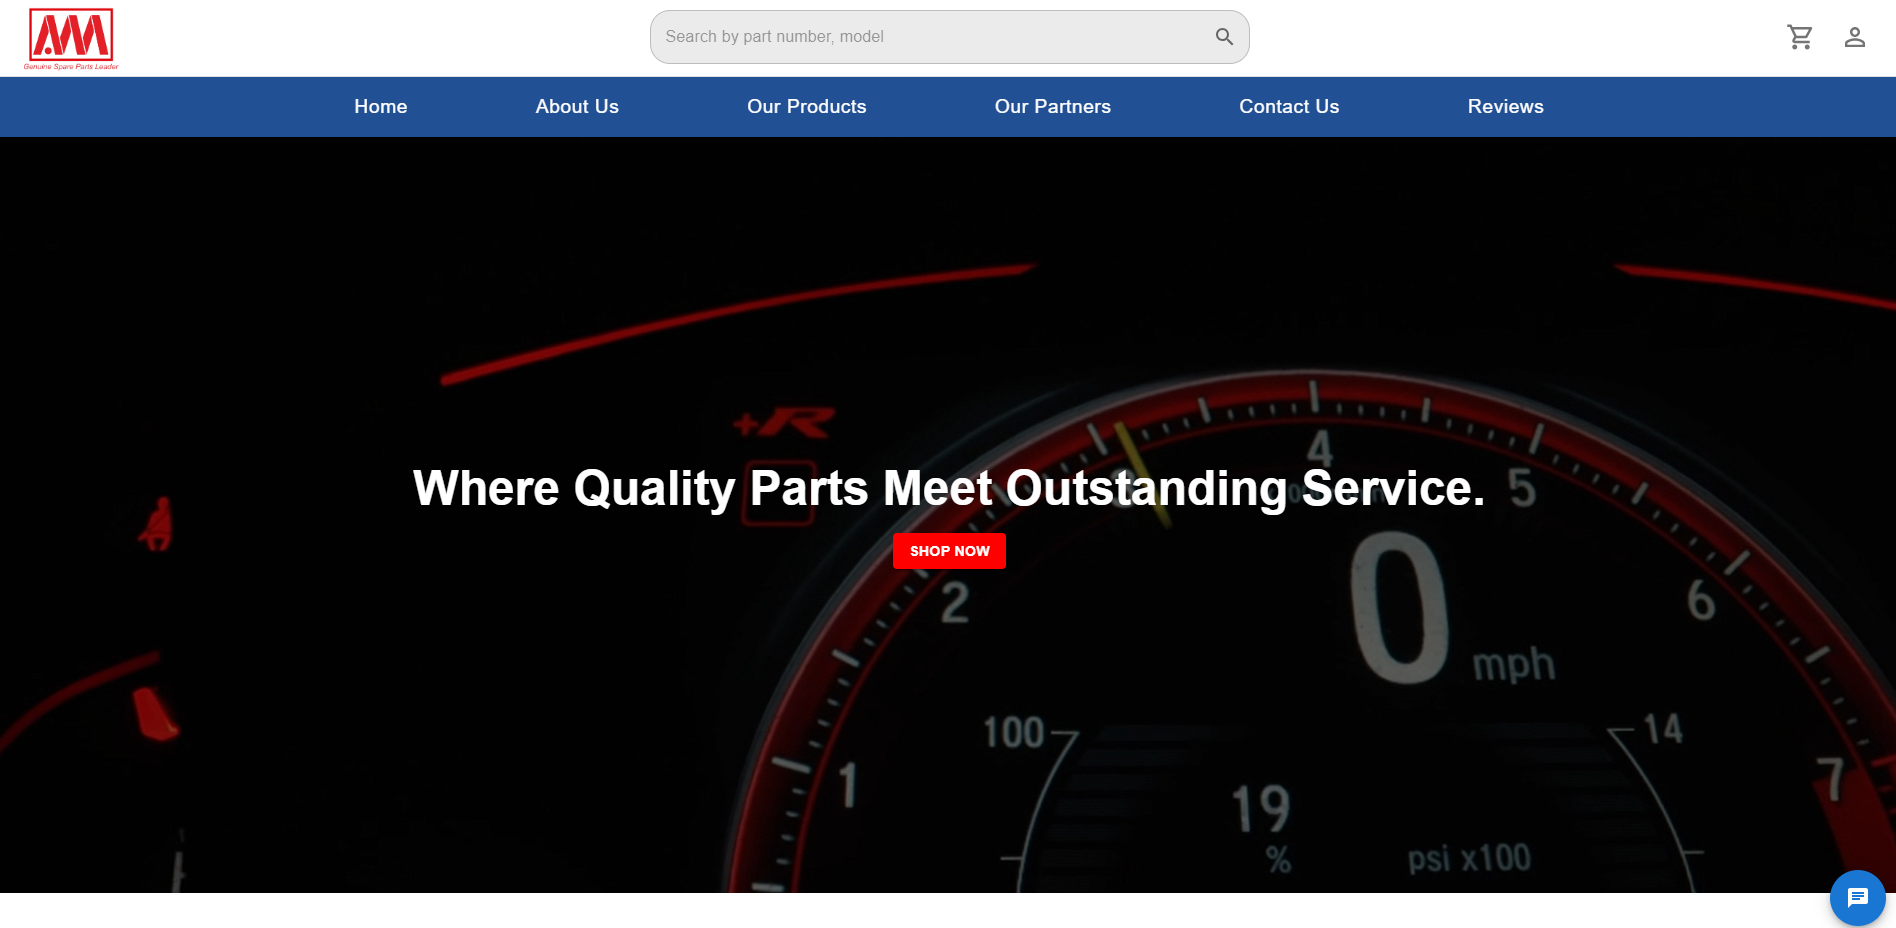 AM
Genuine Spare Parts Leader
Search by part number, model
Home About Us Our Products Our Partners Contact Us Reviews
+R
4
5
Where Quality Parts Meet Outstanding Service.
SHOP NOW
0 mph
2
6
100
14
1
7
19
%
psi x100